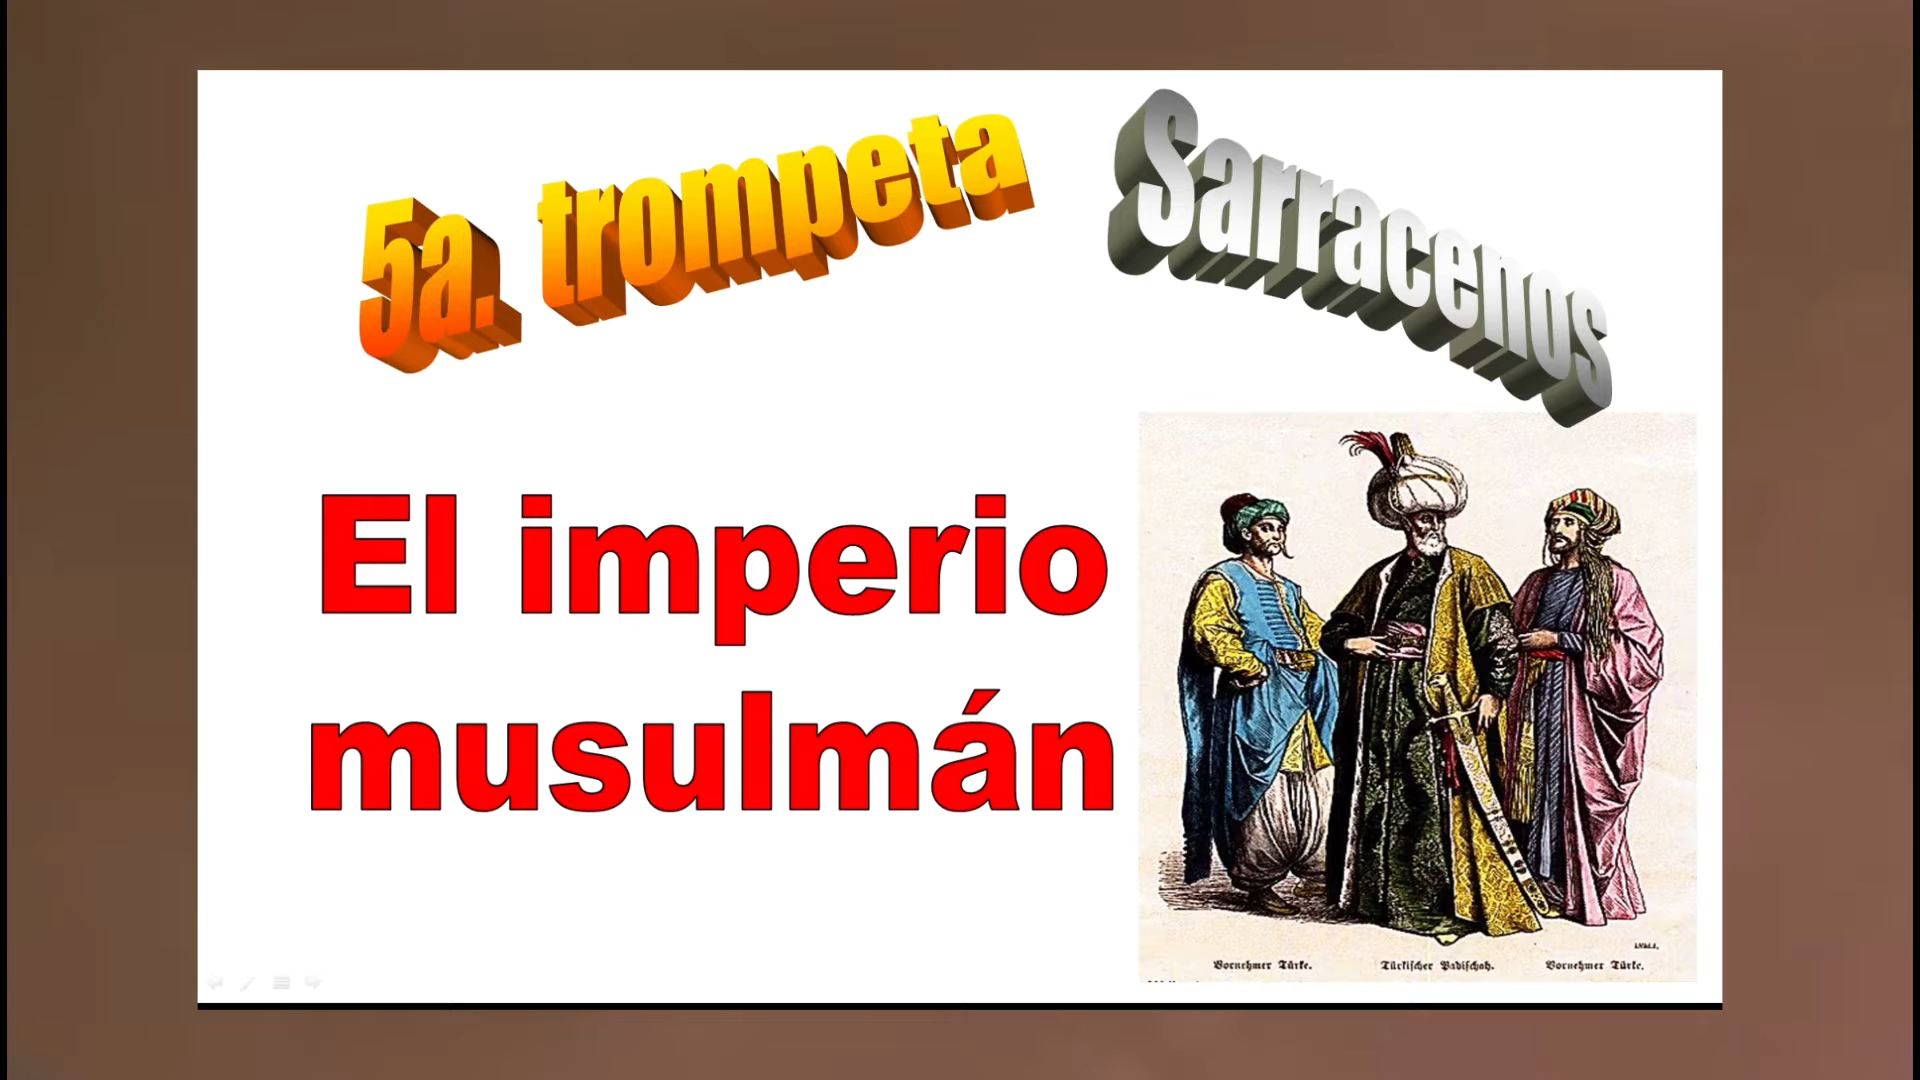 5a. trompeta
Sarracenos
El imperio
musulmán
Vornehmer Türke.
Türkischer Padischah.
Vornehmer Türke.